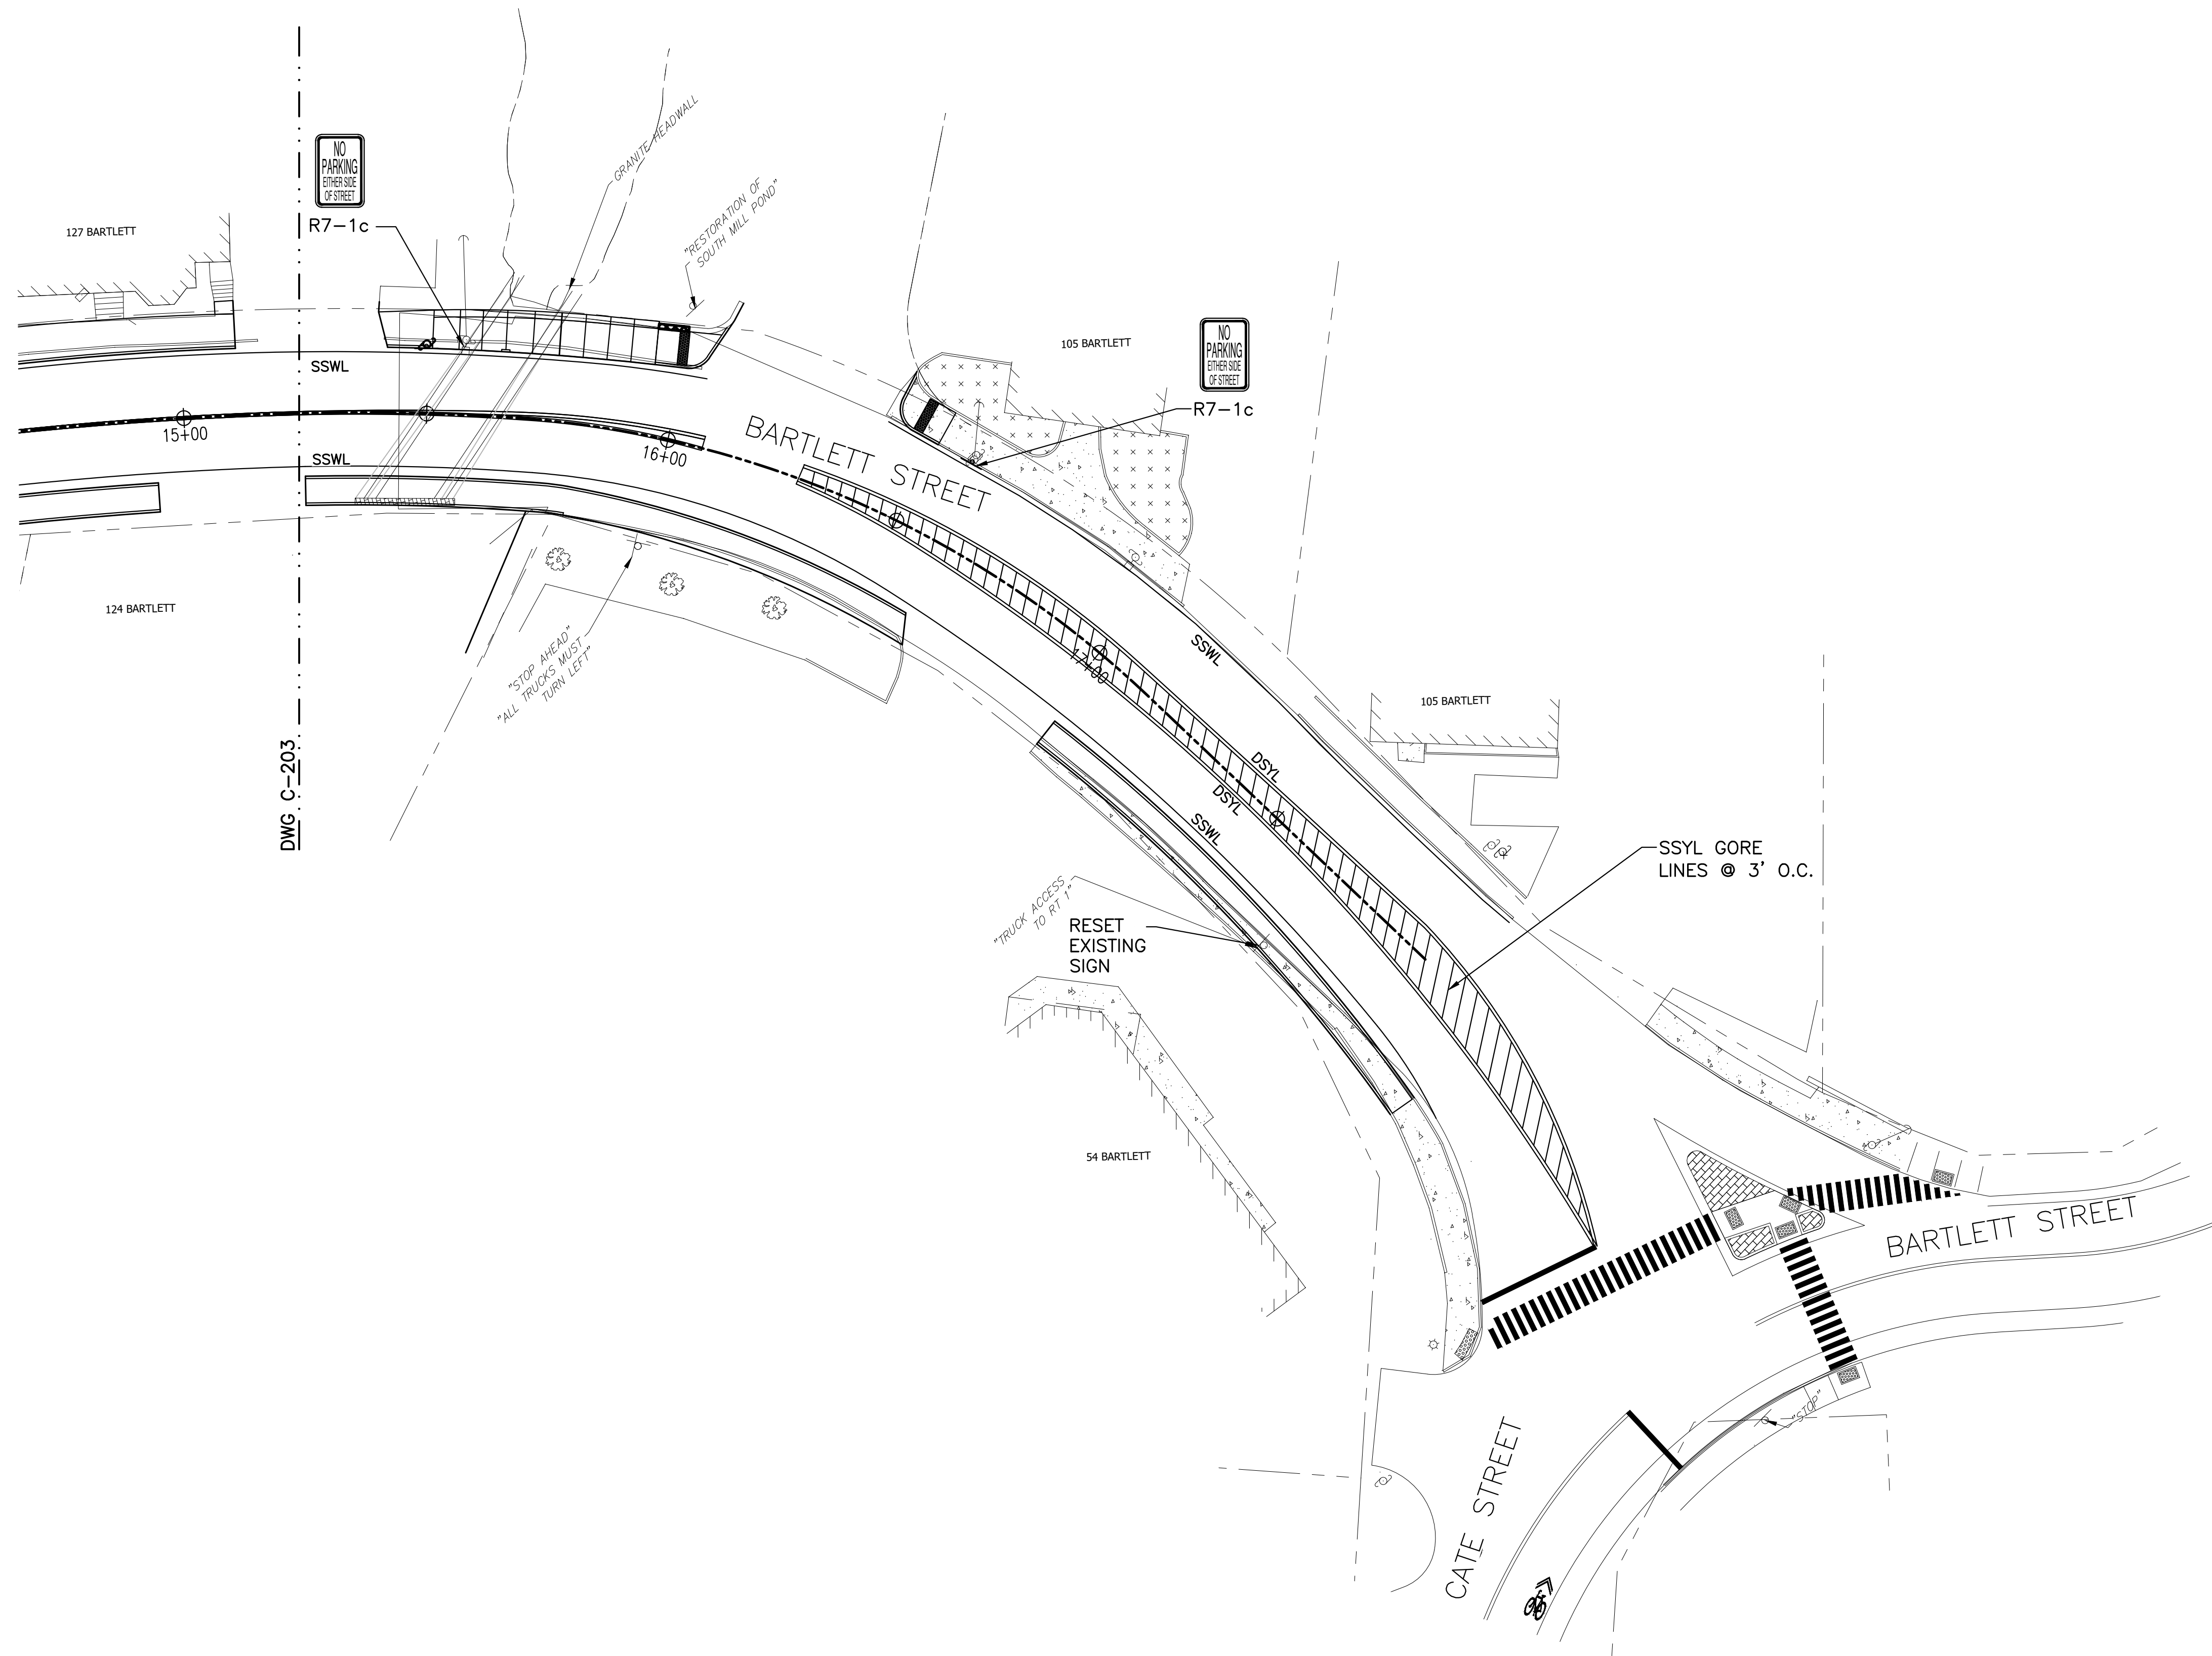 NO
PARKING
EITHER SIDE
OF STREET
R7-1c
GRANITE HEADWALL
"RESTORATION OF
SOUTH MILL POND"
127 BARTLETT
SSWL
15+00
SSWL
16+00
BARTLETT STREET
NO
PARKING
EITHER SIDE
OF STREET
R7-1c
105 BARTLETT
124 BARTLETT
"STOP AHEAD"
"ALL TRUCKS MUST
TURN LEFT"
DWG C-203
17+00
SSWL
105 BARTLETT
DSYL
DSYL
SSWL
SSYL GORE
LINES @ 3' O.C.
"TRUCK ACCESS
TO RT 1"
RESET
EXISTING
SIGN
54 BARTLETT
BARTLETT STREET
"STOP"
CATE STREET